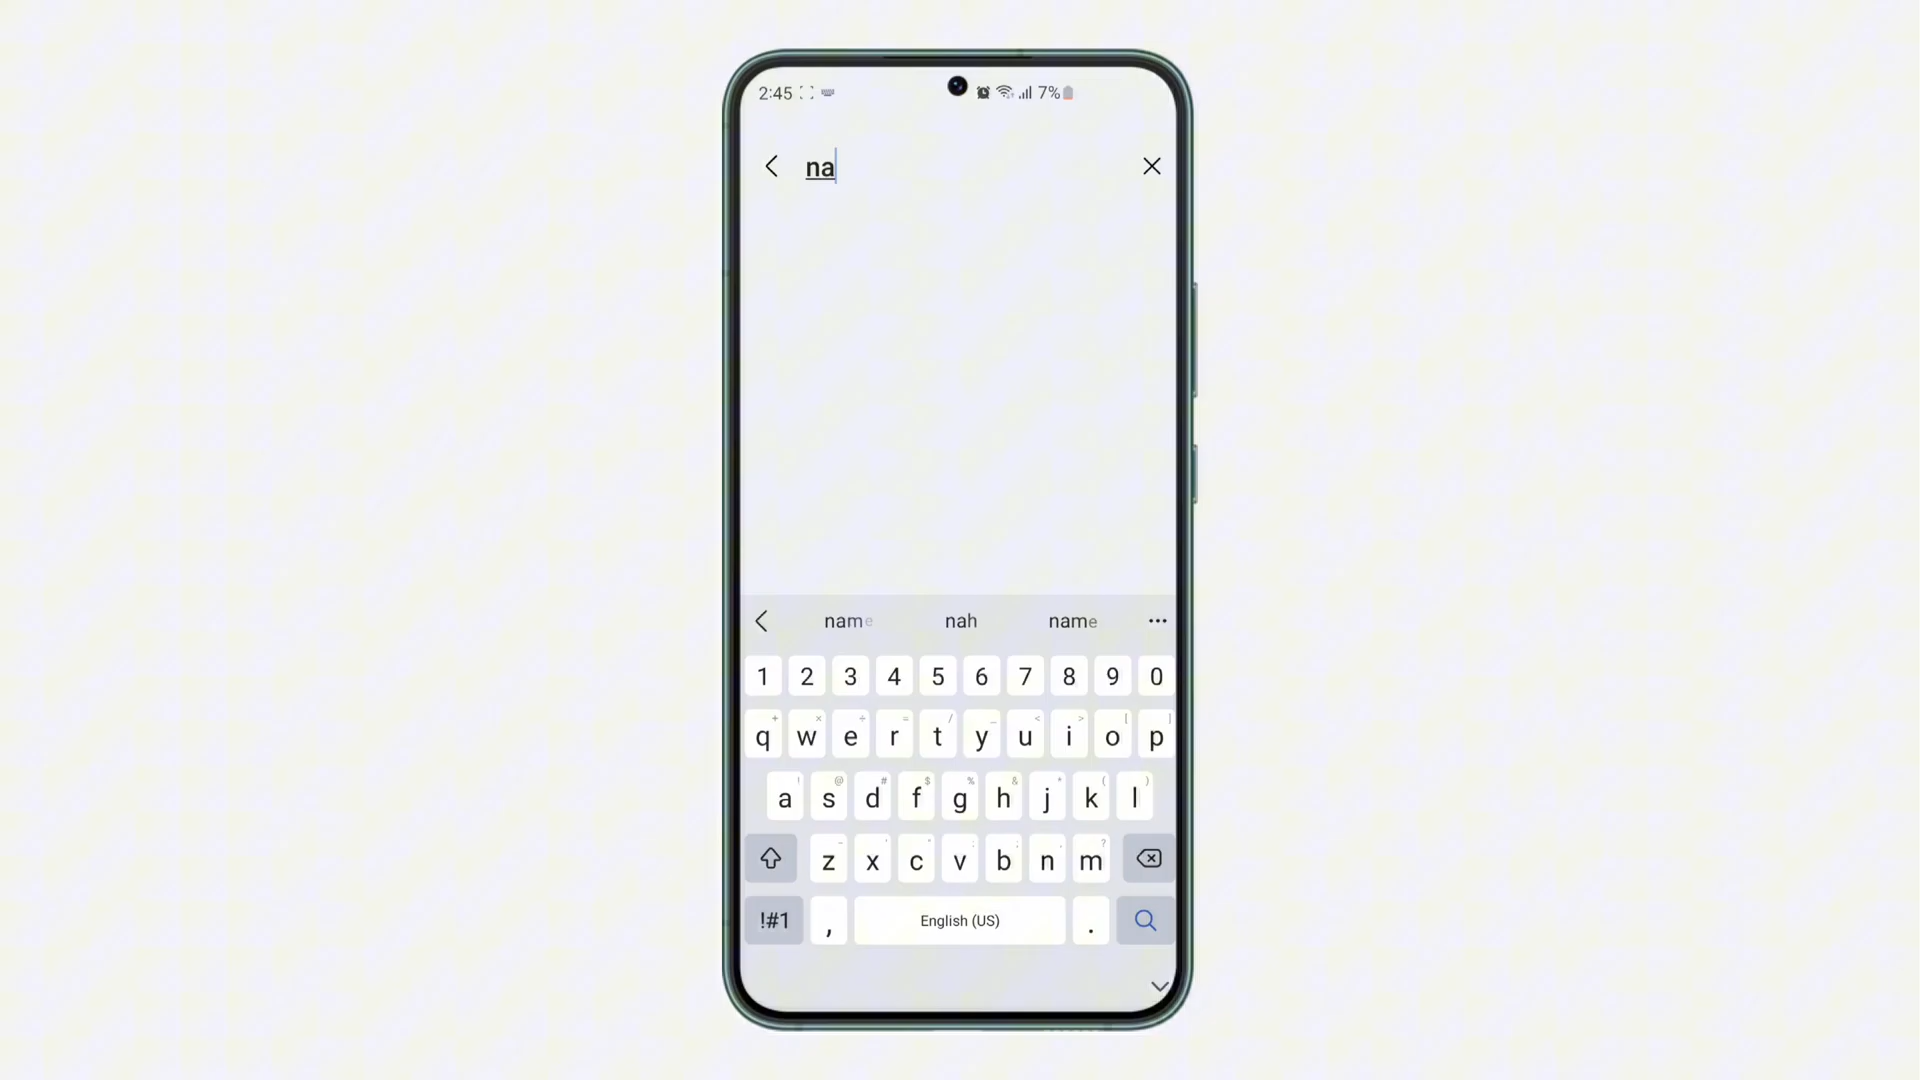 2:45 7%
na
name nah name
1 2 3 4 5 6 7 8 9 0
+ × ÷ = / _ < > [ ]
q w e r t y u i o p
! @ # $ % & * ( )
a s d f g h j k l
?
z x c v b n m
!#1 , English (US) .